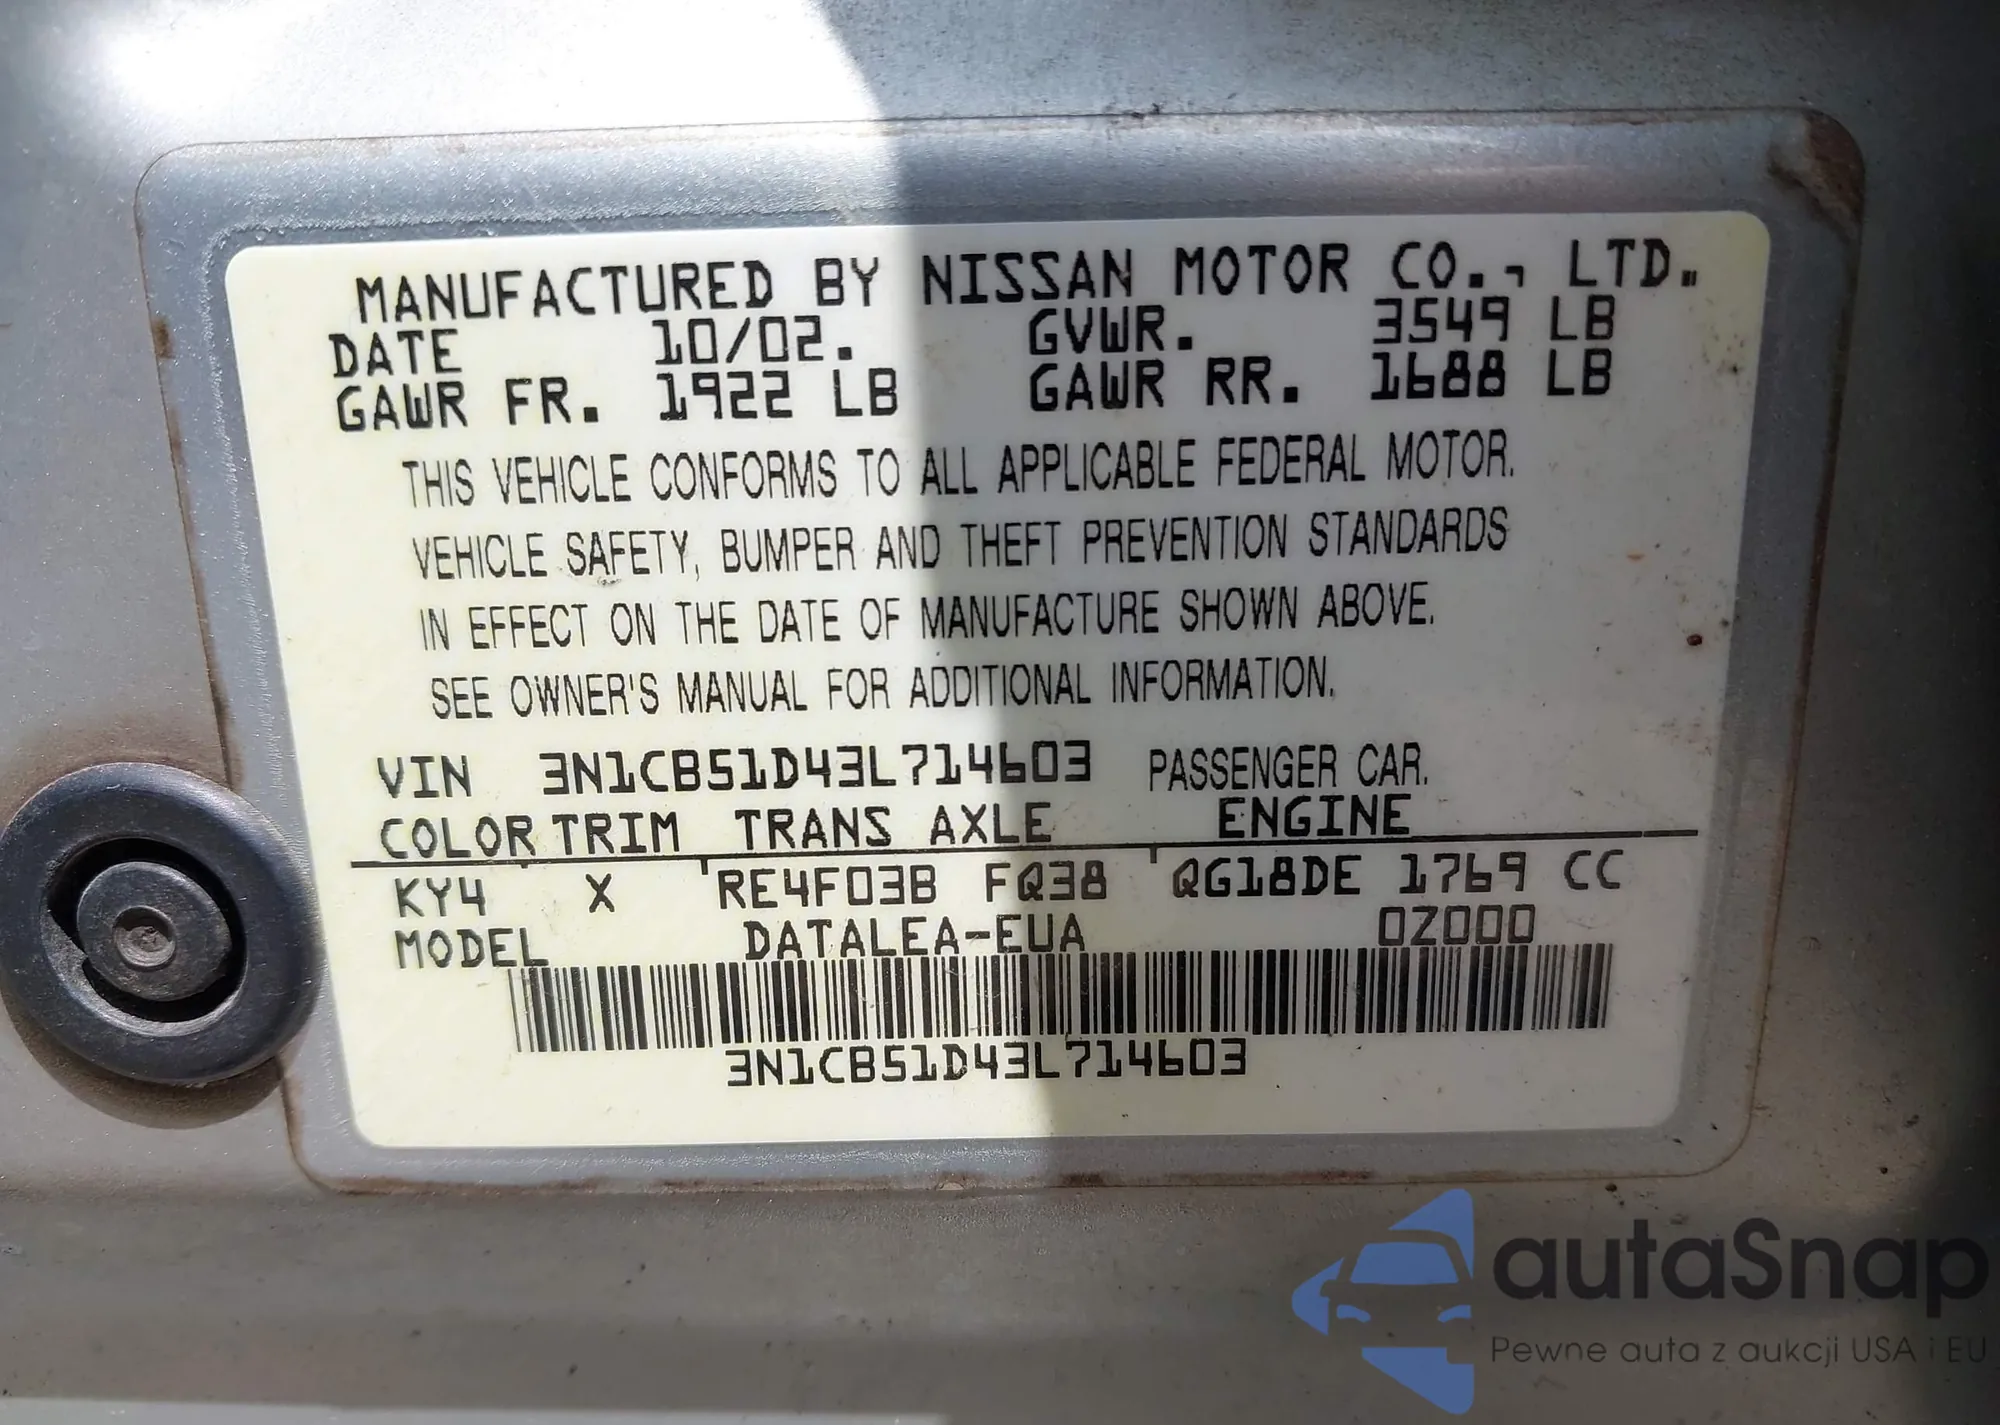 MANUFACTURED BY NISSAN MOTOR CO., LTD.
DATE 10/02. GVWR. 3549 LB
GAWR FR. 1922 LB GAWR RR. 1688 LB
THIS VEHICLE CONFORMS TO ALL APPLICABLE FEDERAL MOTOR.
VEHICLE SAFETY, BUMPER AND THEFT PREVENTION STANDARDS
IN EFFECT ON THE DATE OF MANUFACTURE SHOWN ABOVE.
SEE OWNER'S MANUAL FOR ADDITIONAL INFORMATION.
VIN 3N1CB51D43L714603 PASSENGER CAR.
COLOR TRIM TRANS AXLE ENGINE
KY4 X RE4F03B FQ38 QG18DE 1769 CC
MODEL DATALEA-EUA 0Z000
3N1CB51D43L714603
autaSnap
Pewne auta z aukcji USA i EU